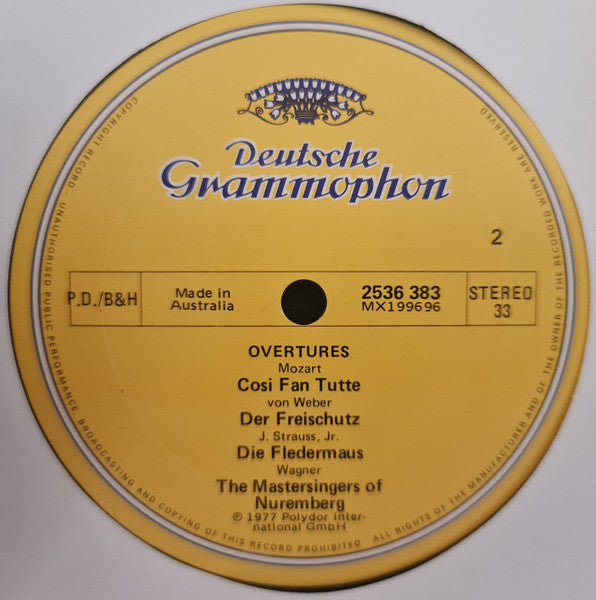 Deutsche
Grammophon
2
P.D./B&H
Made in
Australia
2536 383
MX199696
STEREO
33
OVERTURES
Mozart
Cosi Fan Tutte
von Weber
Der Freischutz
J. Strauss, Jr.
Die Fledermaus
Wagner
The Mastersingers of
Nuremberg
℗ 1977 Polydor Inter-
national GmbH
COPYRIGHT RECORD — UNAUTHORISED PUBLIC PERFORMANCE, BROADCASTING AND COPYING OF THIS RECORD PROHIBITED ALL RIGHTS OF THE MANUFACTURER AND OF THE OWNER OF THE RECORDED WORK ARE RESERVED